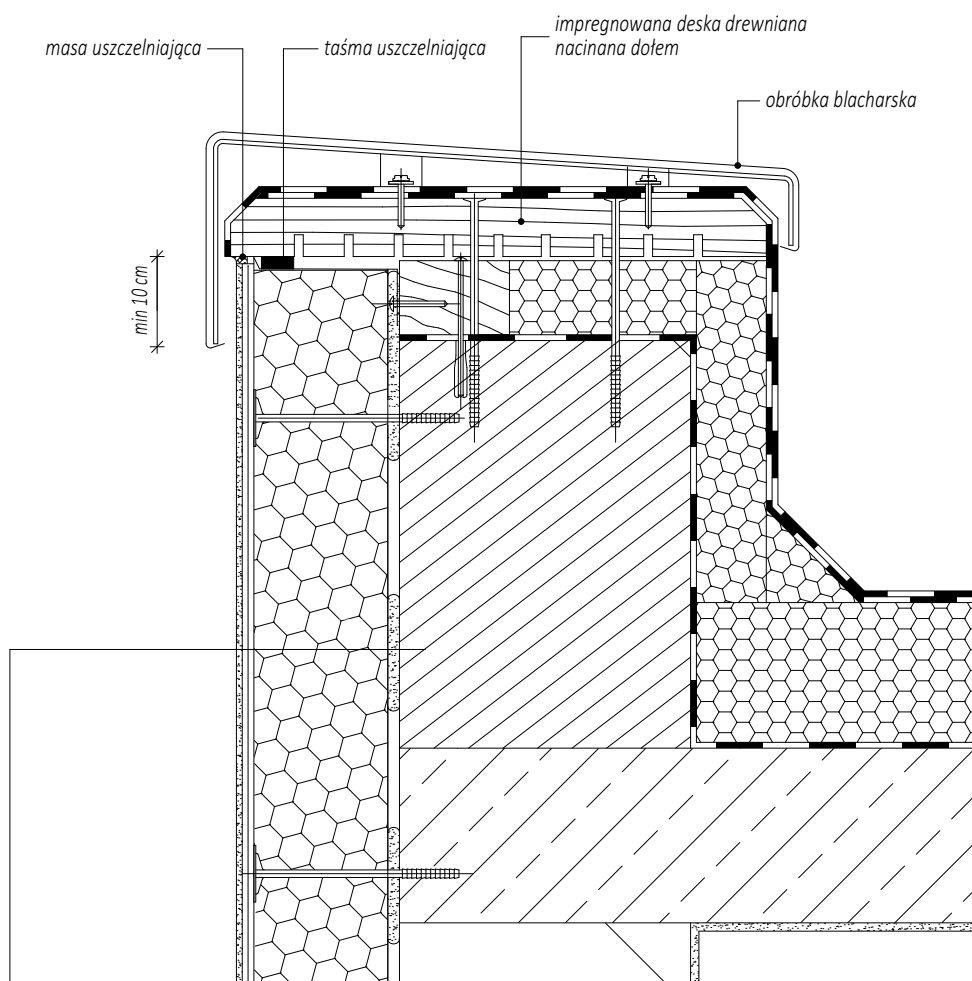 impregnowana deska drewniana
nacinana dołem
masa uszczelniająca
taśma uszczelniająca
obróbka blacharska
min 10 cm